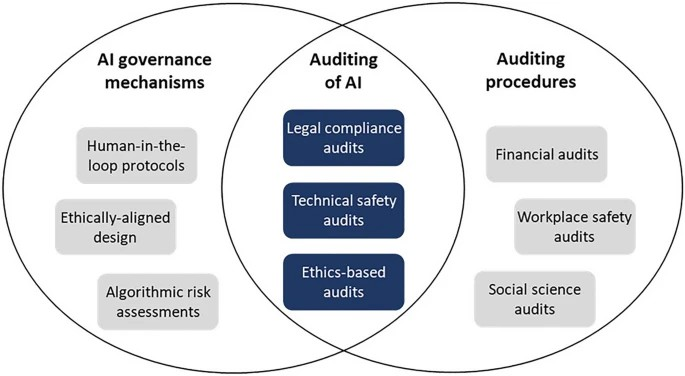 AI governance
mechanisms
Human-in-the-
loop protocols
Ethically-aligned
design
Algorithmic risk
assessments
Auditing
of AI
Legal compliance
audits
Technical safety
audits
Ethics-based
audits
Auditing
procedures
Financial audits
Workplace safety
audits
Social science
audits